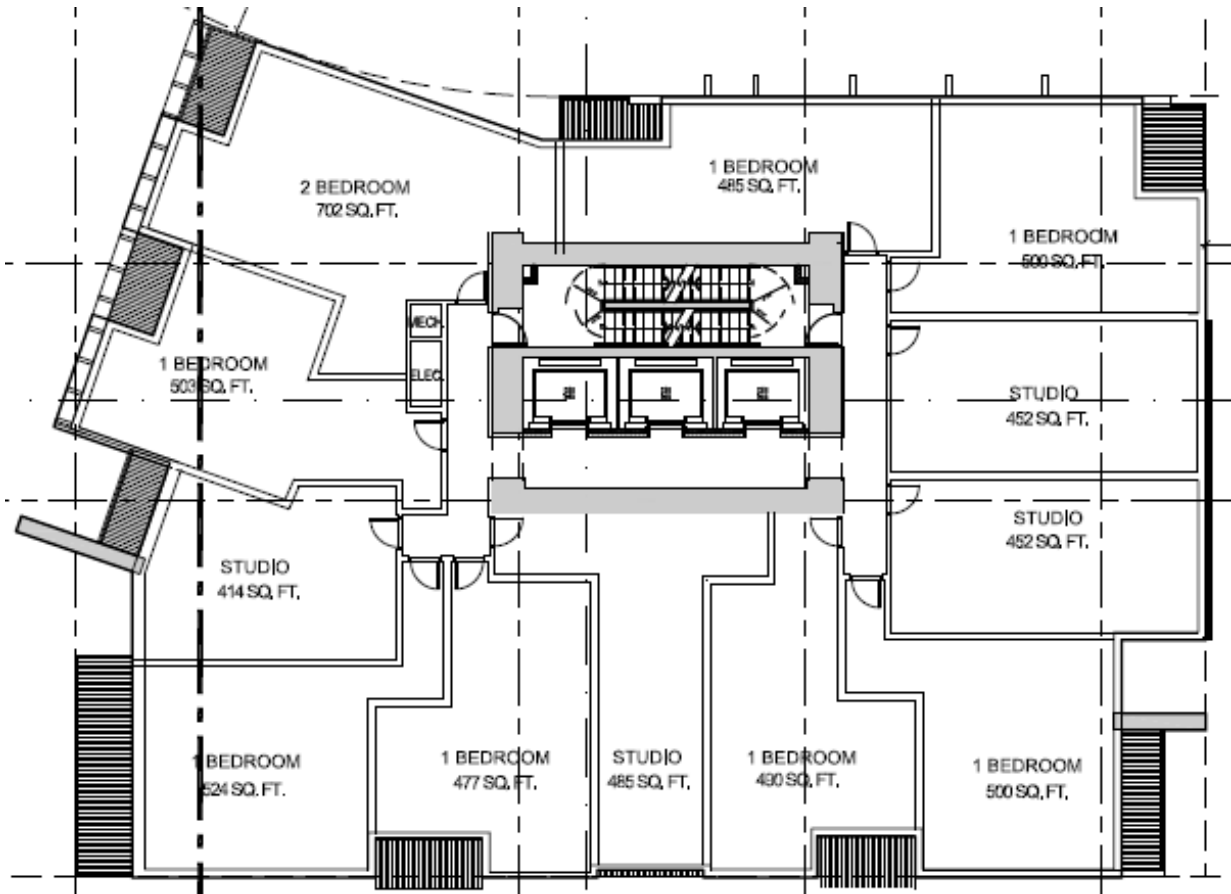 2 BEDROOM
702 SQ. FT.
1 BEDROOM
485 SQ. FT.
1 BEDROOM
500 SQ. FT.
MECH.
ELEC.
1 BEDROOM
503 SQ. FT.
STUDIO
452 SQ. FT.
STUDIO
452 SQ. FT.
STUDIO
414 SQ. FT.
1 BEDROOM
524 SQ. FT.
1 BEDROOM
477 SQ. FT.
STUDIO
485 SQ. FT.
1 BEDROOM
490 SQ. FT.
1 BEDROOM
500 SQ. FT.